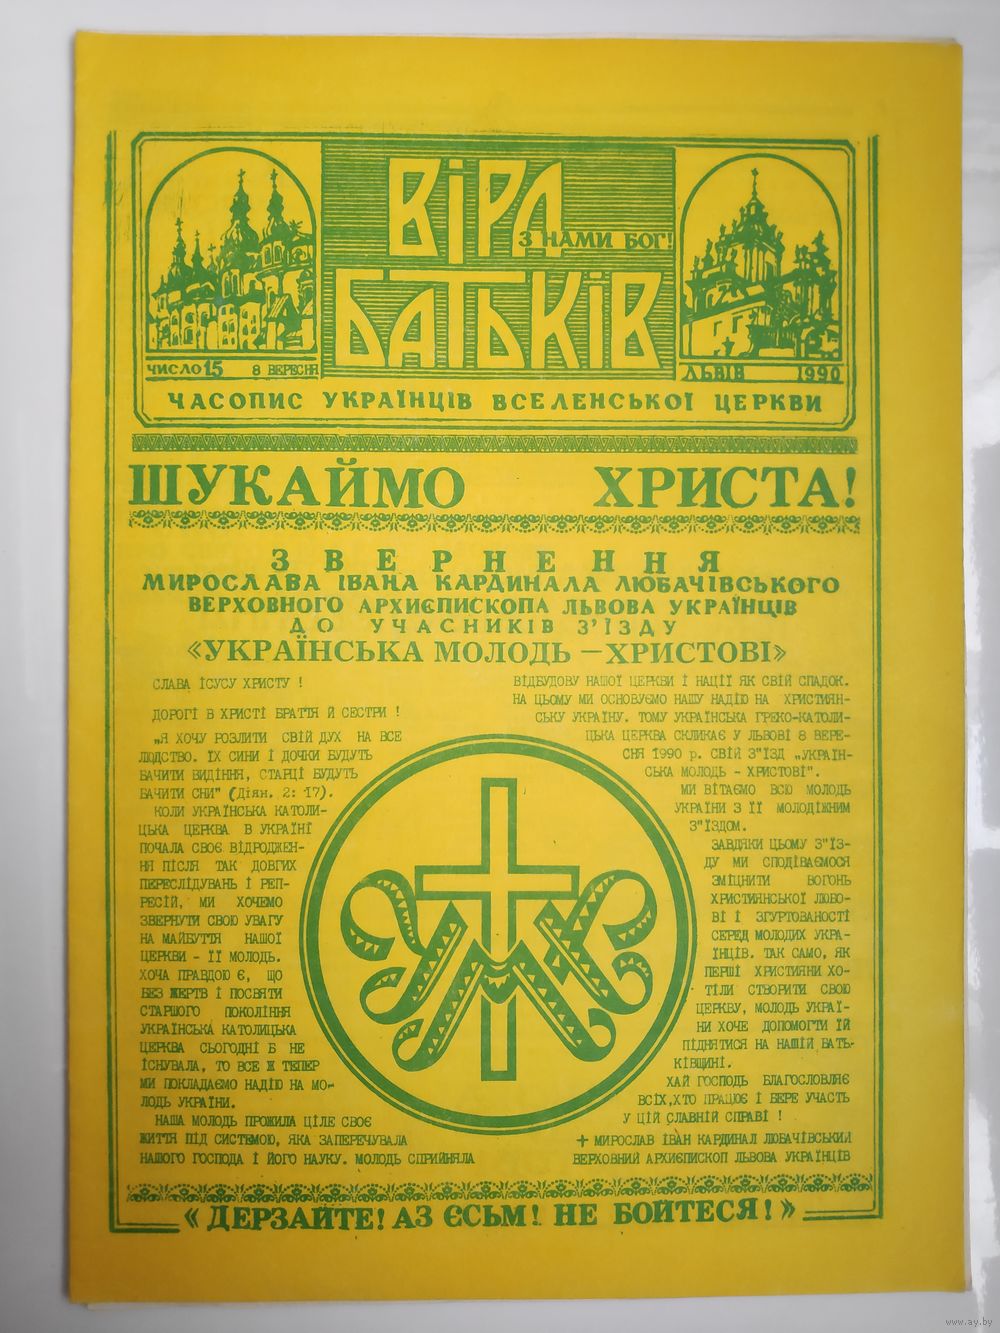 ВІРА
З НАМИ БОГ!
БАТЬКІВ
ЧИСЛО 15 8 ВЕРЕСНЯ
ЛЬВІВ 1990
ЧАСОПИС УКРАЇНЦІВ ВСЕЛЕНСЬКОЇ ЦЕРКВИ
ШУКАЙМО ХРИСТА!
ЗВЕРНЕННЯ
МИРОСЛАВА ІВАНА КАРДИНАЛА ЛЮБАЧІВСЬКОГО
ВЕРХОВНОГО АРХИЄПИСКОПА ЛЬВОВА УКРАЇНЦІВ
ДО УЧАСНИКІВ З'ЇЗДУ
«УКРАЇНСЬКА МОЛОДЬ – ХРИСТОВІ»
СЛАВА ІСУСУ ХРИСТУ !
ДОРОГІ В ХРИСТІ БРАТТЯ Й СЕСТРИ !
„Я ХОЧУ РОЗЛИТИ СВІЙ ДУХ НА ВСЕ
ЛЮДСТВО. ЇХ СИНИ І ДОЧКИ БУДУТЬ
БАЧИТИ ВИДІННЯ, СТАРЦІ БУДУТЬ
БАЧИТИ СНИ" (Діян. 2: 17).
КОЛИ УКРАЇНСЬКА КАТОЛИ-
ЦЬКА ЦЕРКВА В УКРАЇНІ
ПОЧАЛА СВОЄ ВІДРОДЖЕН-
НЯ ПІСЛЯ ТАК ДОВГИХ
ПЕРЕСЛІДУВАНЬ І РЕП-
РЕСІЙ, МИ ХОЧЕМО
ЗВЕРНУТИ СВОЮ УВАГУ
НА МАЙБУТТЯ НАШОЇ
ЦЕРКВИ - ЇЇ МОЛОДЬ.
ХОЧА ПРАВДОЮ Є, ЩО
БЕЗ ЖЕРТВ І ПОСВЯТИ
СТАРШОГО ПОКОЛІННЯ
УКРАЇНСЬКА КАТОЛИЦЬКА
ЦЕРКВА СЬОГОДНІ Б НЕ
ІСНУВАЛА, ТО ВСЕ Ж ТЕПЕР
МИ ПОКЛАДАЄМО НАДІЮ НА МО-
ЛОДЬ УКРАЇНИ.
НАША МОЛОДЬ ПРОЖИЛА ЦІЛЕ СВОЄ
ЖИТТЯ ПІД СИСТЕМОЮ, ЯКА ЗАПЕРЕЧУВАЛА
НАШОГО ГОСПОДА І ЙОГО НАУКУ. МОЛОДЬ СПРИЙНЯЛА
ВІДБУДОВУ НАШОЇ ЦЕРКВИ І НАЦІЇ ЯК СВІЙ СПАДОК.
НА ЦЬОМУ МИ ОСНОВУЄМО НАШУ НАДІЮ НА ХРИСТИЯН-
СЬКУ УКРАЇНУ. ТОМУ УКРАЇНСЬКА ГРЕКО-КАТОЛИ-
ЦЬКА ЦЕРКВА СКЛИКАЄ У ЛЬВОВІ 8 ВЕРЕ-
СНЯ 1990 р. СВІЙ З"ЇЗД „УКРАЇН-
СЬКА МОЛОДЬ - ХРИСТОВІ".
МИ ВІТАЄМО ВСЮ МОЛОДЬ
УКРАЇНИ З ЇЇ МОЛОДІЖНИМ
З"ЇЗДОМ.
ЗАВДЯКИ ЦЬОМУ З"ЇЗ-
ДУ МИ СПОДІВАЄМОСЯ
ЗМІЦНИТИ ВОГОНЬ
ХРИСТИЯНСЬКОЇ ЛЮБО-
ВІ І ЗГУРТОВАНОСТІ
СЕРЕД МОЛОДИХ УКРА-
ЇНЦІВ. ТАК САМО, ЯК
ПЕРШІ ХРИСТИЯНИ ХО-
ТІЛИ СТВОРИТИ СВОЮ
ЦЕРКВУ, МОЛОДЬ УКРАЇ-
НИ ХОЧЕ ДОПОМОГТИ ЇЙ
ПІДНЯТИСЯ НА НАШІЙ БАТЬ-
КІВЩИНІ.
ХАЙ ГОСПОДЬ БЛАГОСЛОВЛЯЄ
ВСІХ,ХТО ПРАЦЮЄ І БЕРЕ УЧАСТЬ
У ЦІЙ СЛАВНІЙ СПРАВІ !
+ МИРОСЛАВ ІВАН КАРДИНАЛ ЛЮБАЧІВСЬКИЙ
ВЕРХОВНИЙ АРХИЄПИСКОП ЛЬВОВА УКРАЇНЦІВ
«ДЕРЗАЙТЕ! АЗ ЄСЬМ! НЕ БОЙТЕСЯ!»
www.ay.by